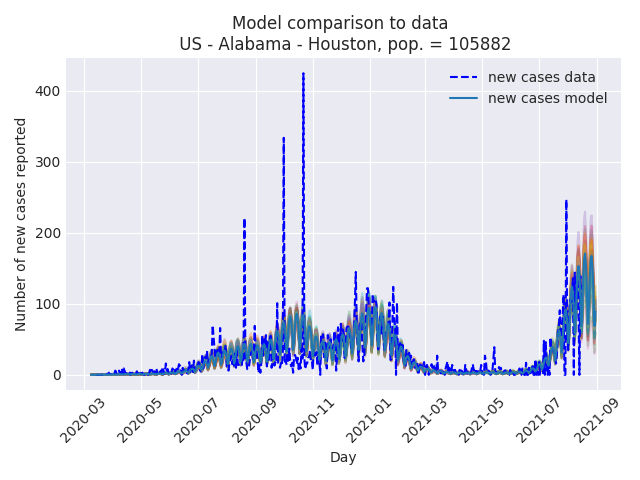 Model comparison to data
US - Alabama - Houston, pop. = 105882
new cases data
new cases model
Number of new cases reported
400
300
200
100
0
2020-03
2020-05
2020-07
2020-09
2020-11
2021-01
2021-03
2021-05
2021-07
2021-09
Day